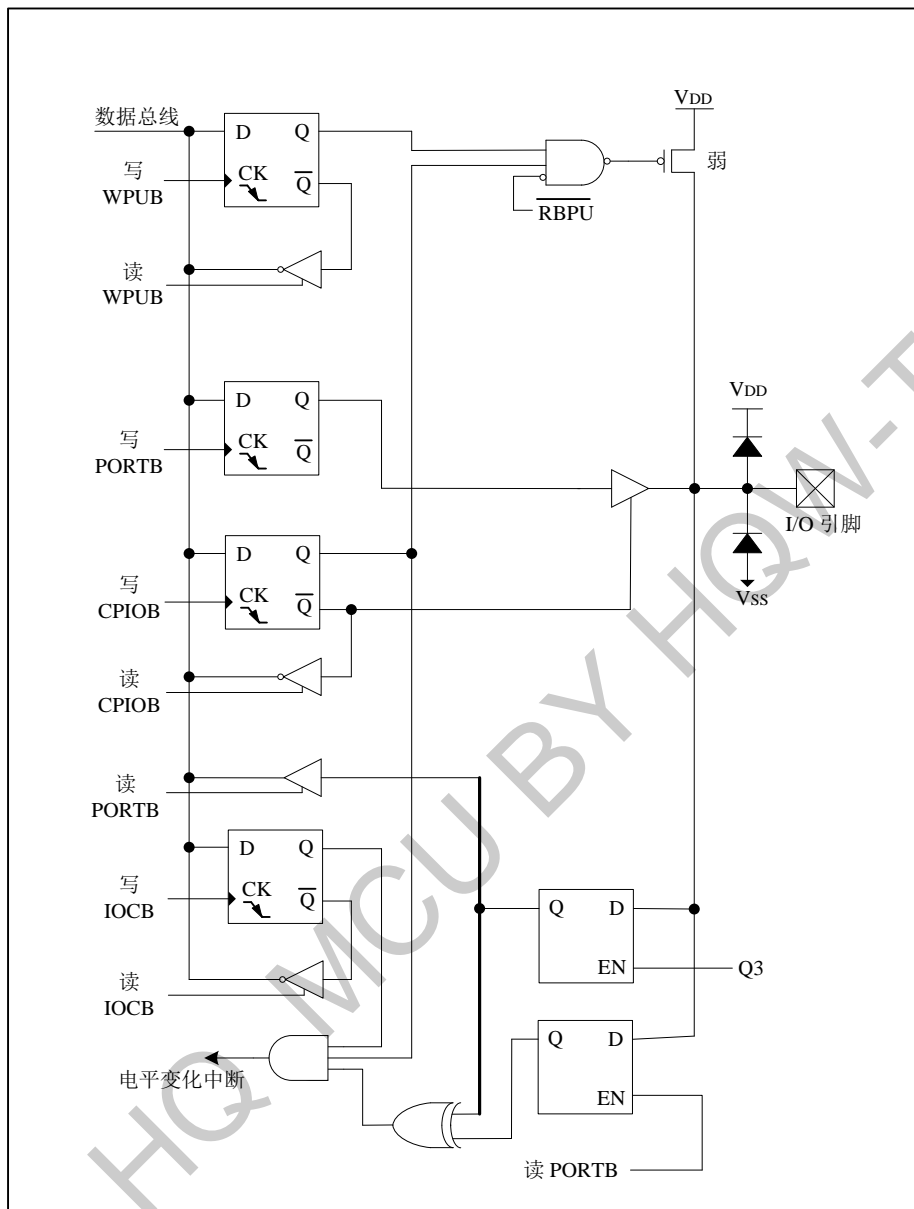 数据总线
D Q
写
WPUB
CK Q
读
WPUB
VDD
弱
RBPU
D Q
写
PORTB
CK Q
VDD
I/O 引脚
VSS
D Q
写
CPIOB
CK Q
读
CPIOB
读
PORTB
D Q
写
IOCB
CK Q
读
IOCB
Q D
EN
Q3
Q D
EN
读 PORTB
电平变化中断
HQ MCU BY HQW-T